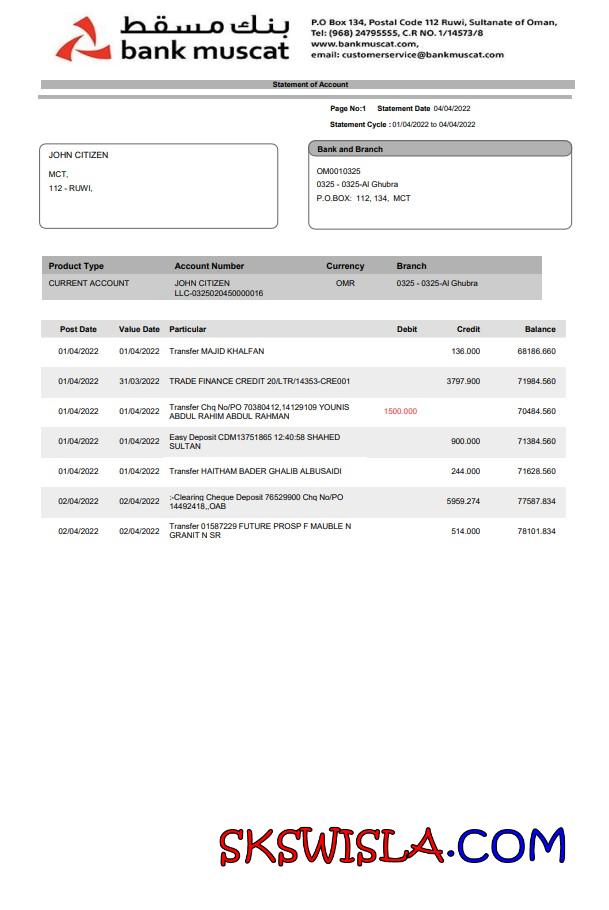 بنك مسقط
bank muscat
P.O Box 134, Postal Code 112 Ruwi, Sultanate of Oman,
Tel: (968) 24795555, C.R NO. 1/14573/8
www.bankmuscat.com,
email: customerservice@bankmuscat.com
Statement of Account
Page No:1 Statement Date 04/04/2022
Statement Cycle : 01/04/2022 to 04/04/2022
JOHN CITIZEN
MCT,
112 - RUWI,
Bank and Branch
OM0010325
0325 - 0325-Al Ghubra
P.O.BOX: 112, 134, MCT
Product Type Account Number Currency Branch
CURRENT ACCOUNT JOHN CITIZEN OMR 0325 - 0325-Al Ghubra
LLC-0325020450000016
Post Date Value Date Particular Debit Credit Balance
01/04/2022 01/04/2022 Transfer MAJID KHALFAN 136.000 68186.660
01/04/2022 31/03/2022 TRADE FINANCE CREDIT 20/LTR/14353-CRE001 3797.900 71984.560
01/04/2022 01/04/2022 Transfer Chq No/PO 70380412,14129109 YOUNIS 1500.000 70484.560
ABDUL RAHIM ABDUL RAHMAN
01/04/2022 01/04/2022 Easy Deposit CDM13751865 12:40:58 SHAHED 900.000 71384.560
SULTAN
01/04/2022 01/04/2022 Transfer HAITHAM BADER GHALIB ALBUSAIDI 244.000 71628.560
02/04/2022 02/04/2022 :-Clearing Cheque Deposit 76529900 Chq No/PO 5959.274 77587.834
14492418,,OAB
02/04/2022 02/04/2022 Transfer 01587229 FUTURE PROSP F MAUBLE N 514.000 78101.834
GRANIT N SR
SKSWISLA.COM